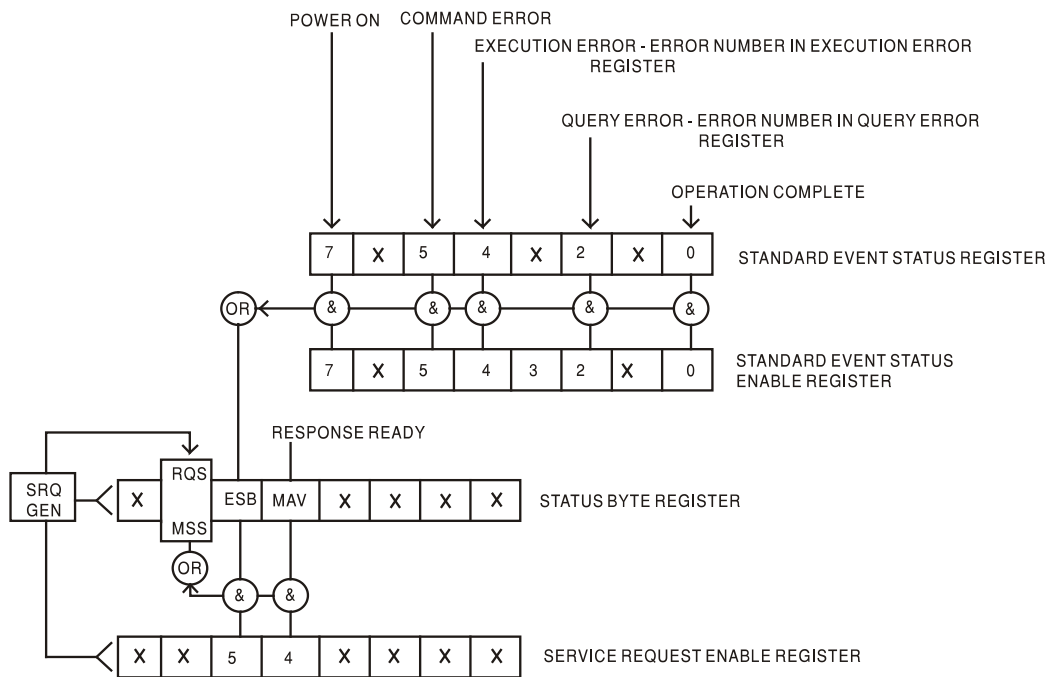 POWER ON COMMAND ERROR
EXECUTION ERROR - ERROR NUMBER IN EXECUTION ERROR
REGISTER
QUERY ERROR - ERROR NUMBER IN QUERY ERROR
REGISTER
OPERATION COMPLETE
7 X 5 4 X 2 X 0 STANDARD EVENT STATUS REGISTER
OR & & & & &
7 X 5 4 3 2 X 0 STANDARD EVENT STATUS
ENABLE REGISTER
RESPONSE READY
SRQ
GEN
X RQS ESB MAV X X X X STATUS BYTE REGISTER
MSS
OR
& &
X X 5 4 X X X X SERVICE REQUEST ENABLE REGISTER